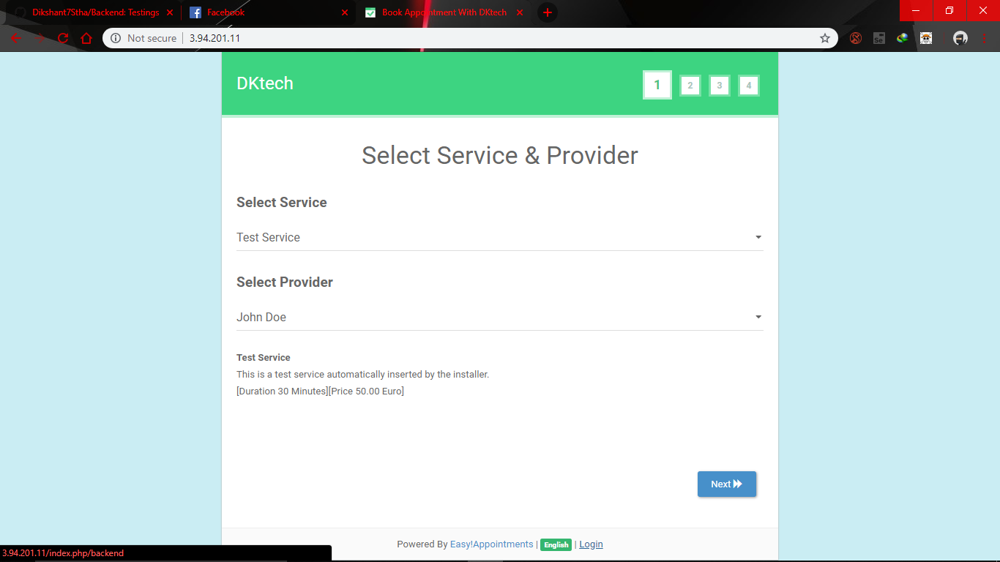 Dikshant7Stha/Backend: Testings
Facebook
Book Appointment With DKtech
Not secure
3.94.201.11
Se
DKtech
1
2
3
4
Select Service & Provider
Select Service
Test Service
Select Provider
John Doe
Test Service
This is a test service automatically inserted by the installer.
[Duration 30 Minutes][Price 50.00 Euro]
Next
Powered By Easy!Appointments | English | Login
3.94.201.11/index.php/backend